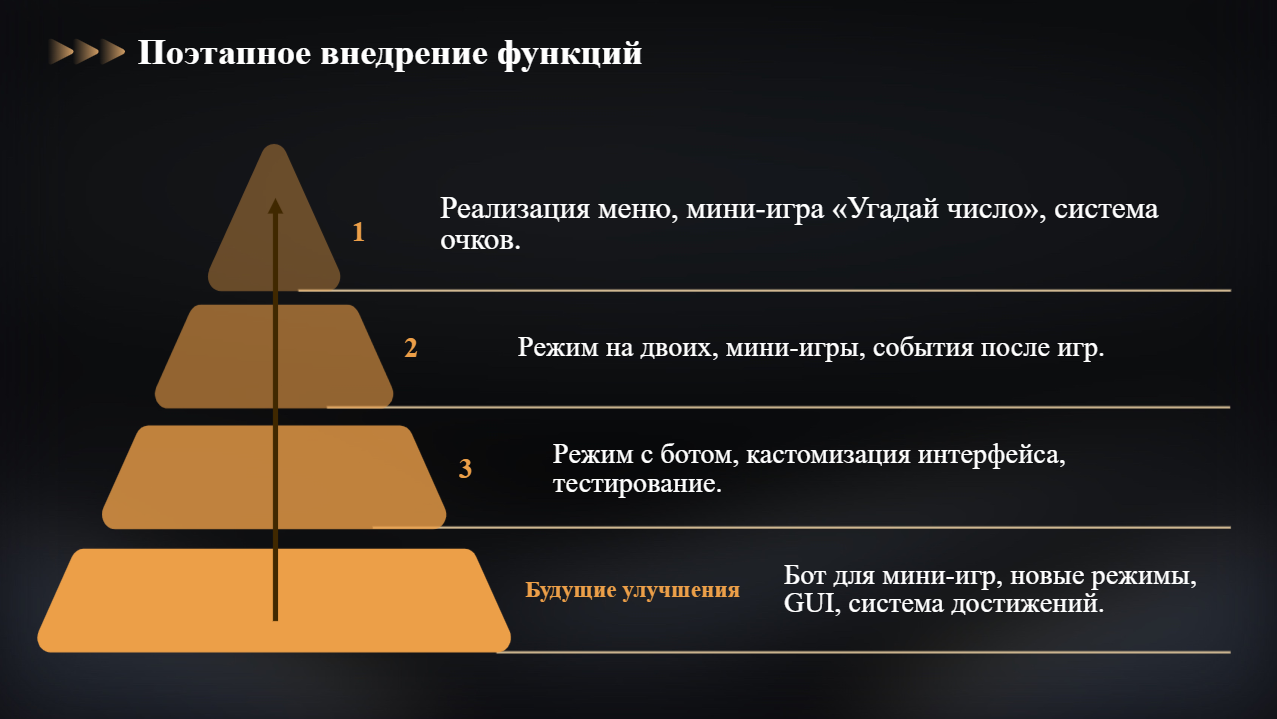 Поэтапное внедрение функций
1
Реализация меню, мини-игра «Угадай число», система
очков.
2
Режим на двоих, мини-игры, события после игр.
3
Режим с ботом, кастомизация интерфейса,
тестирование.
Будущие улучшения
Бот для мини-игр, новые режимы,
GUI, система достижений.